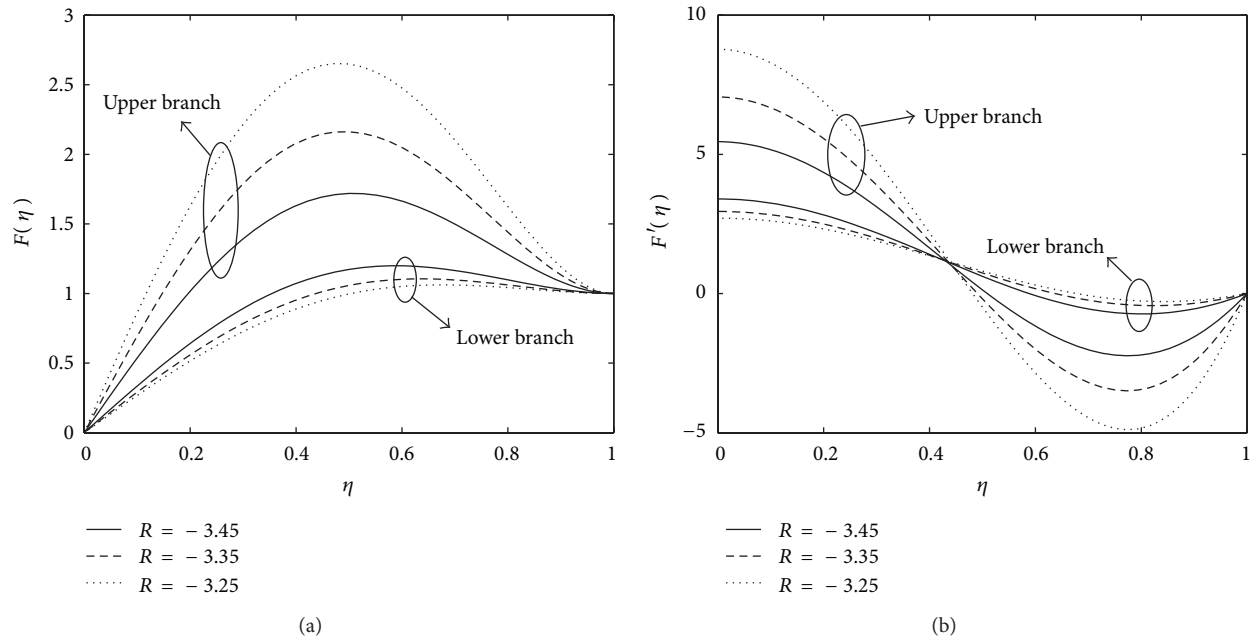 3
2.5
2
1.5
1
0.5
0
F(η)
Upper branch
Lower branch
0 0.2 0.4 0.6 0.8 1
η
R = − 3.45
R = − 3.35
R = − 3.25
(a)
10
5
0
−5
F′(η)
Upper branch
Lower branch
0 0.2 0.4 0.6 0.8 1
η
R = − 3.45
R = − 3.35
R = − 3.25
(b)